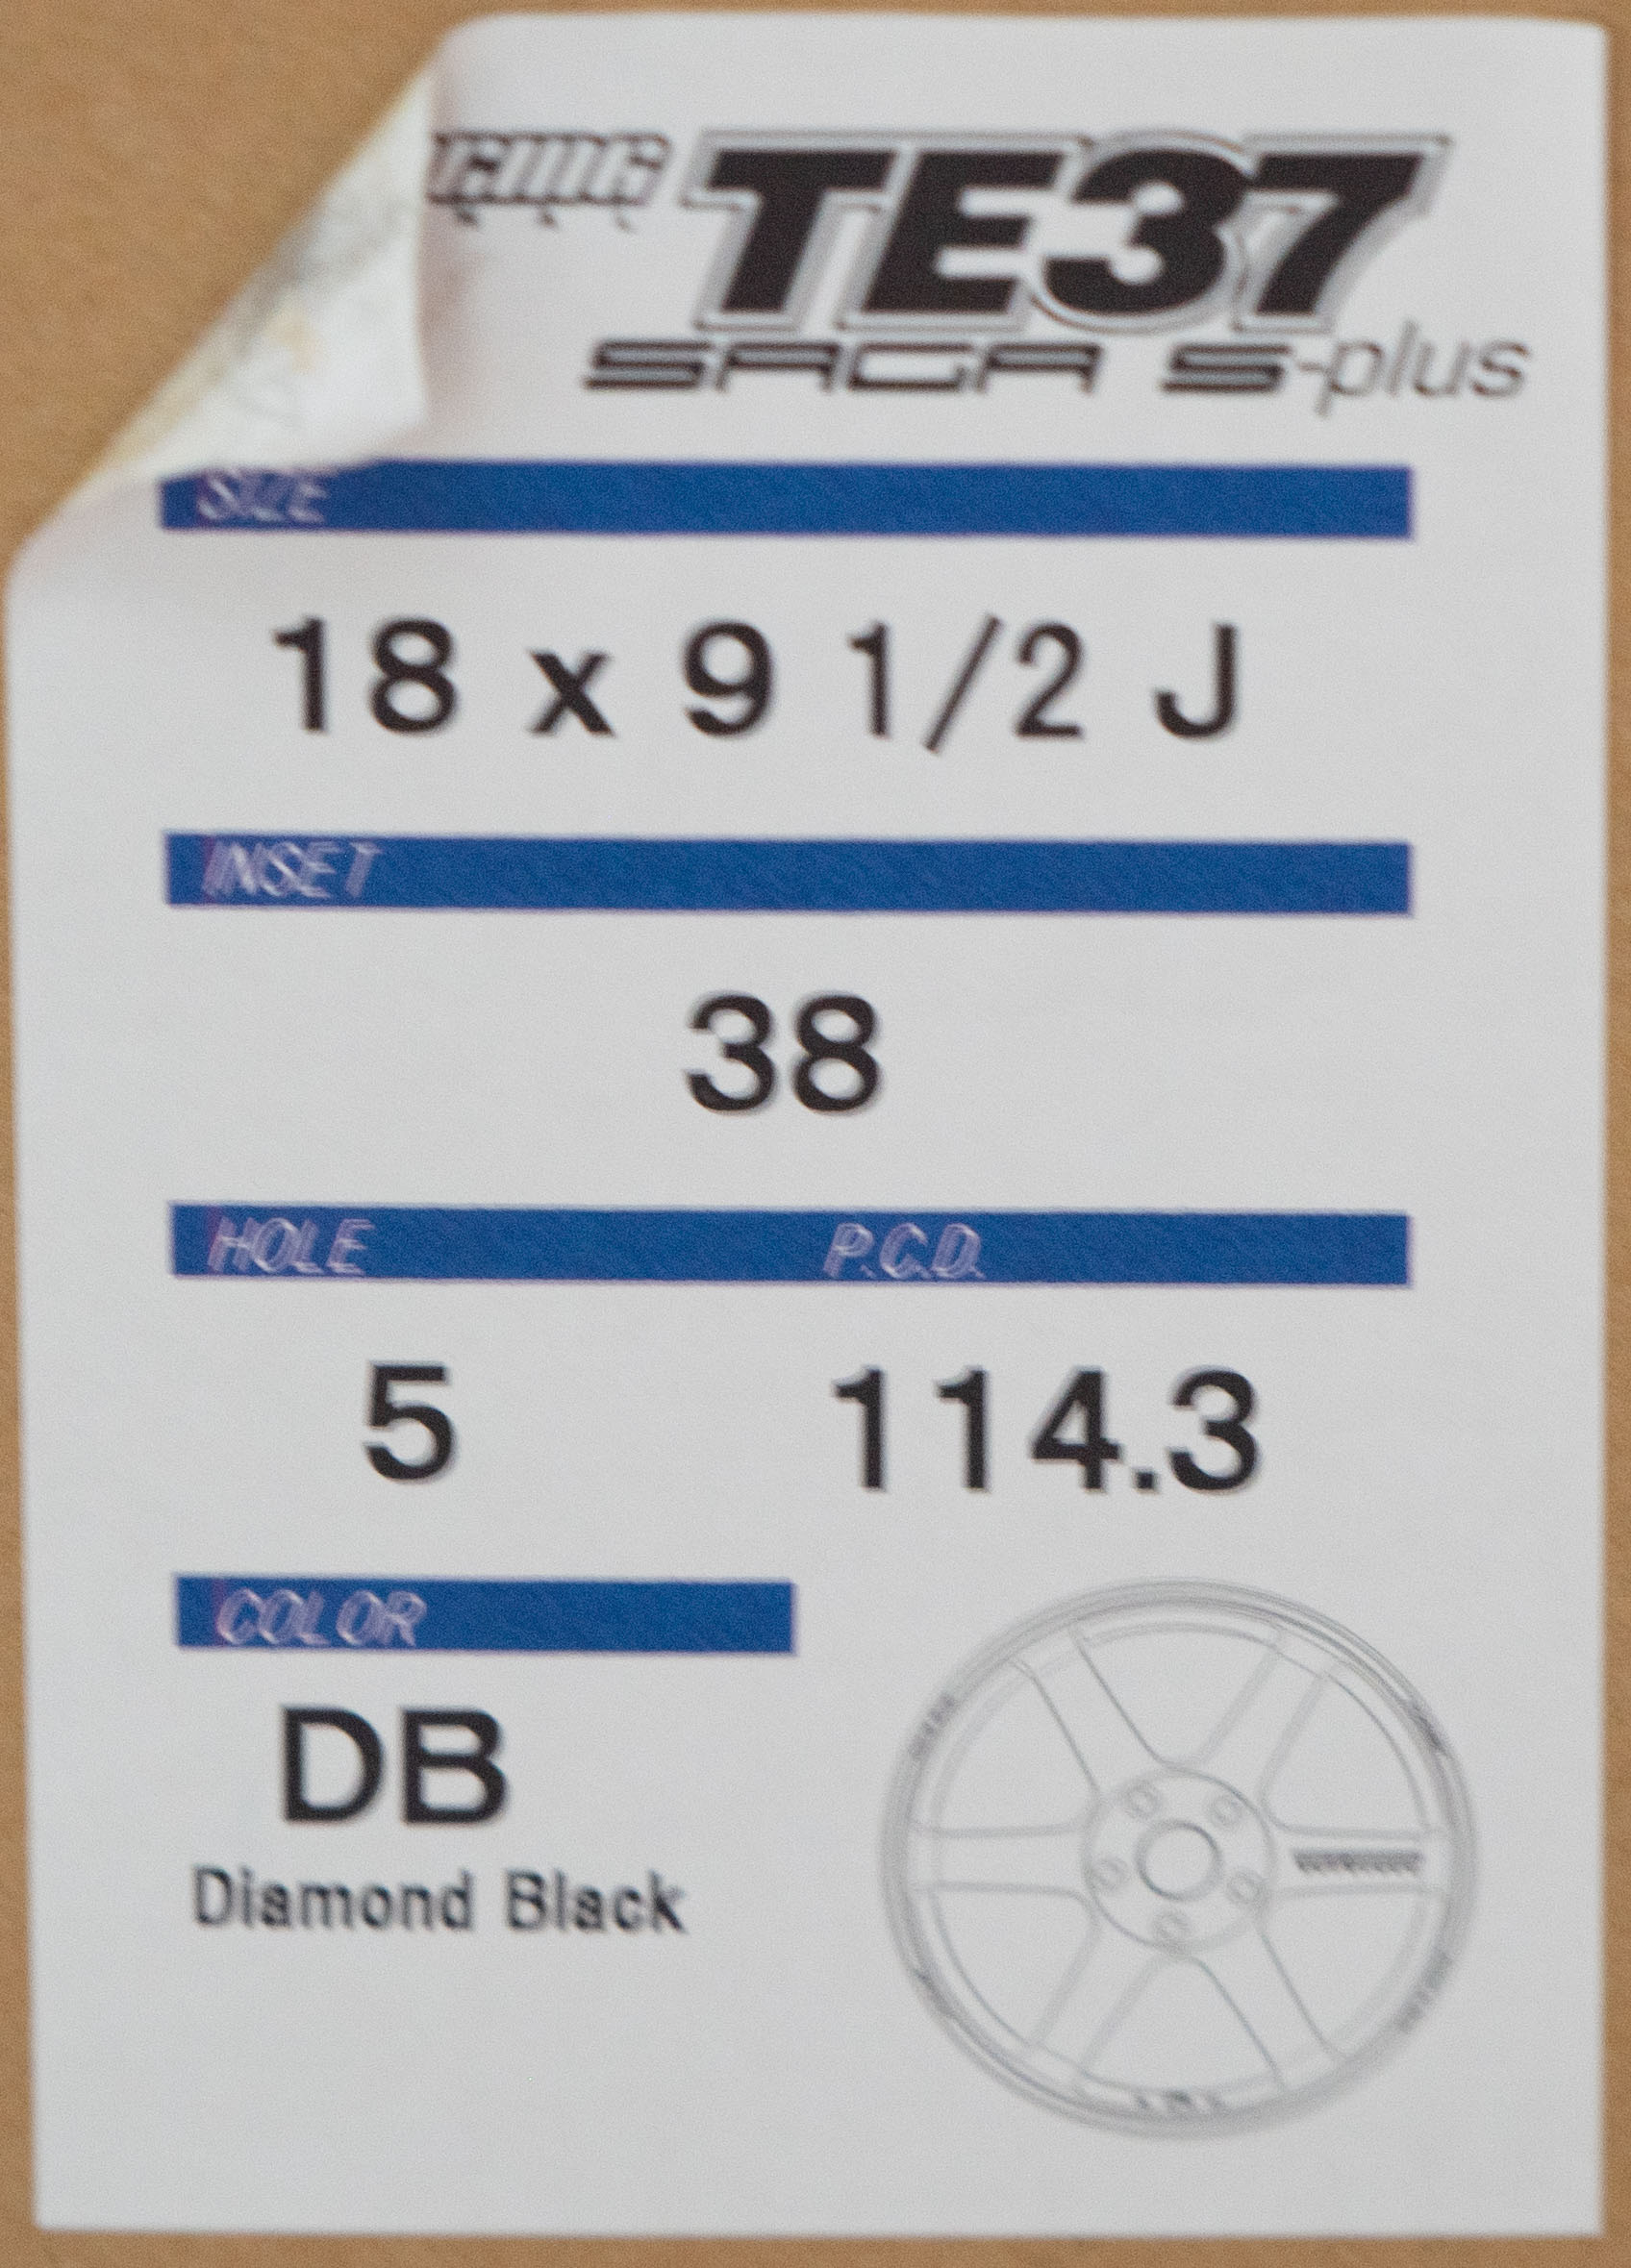 TE37
SAGA S-plus
SIZE
18 x 9 1/2 J
INSET
38
HOLE P.C.D.
5 114.3
COLOR
DB
Diamond Black